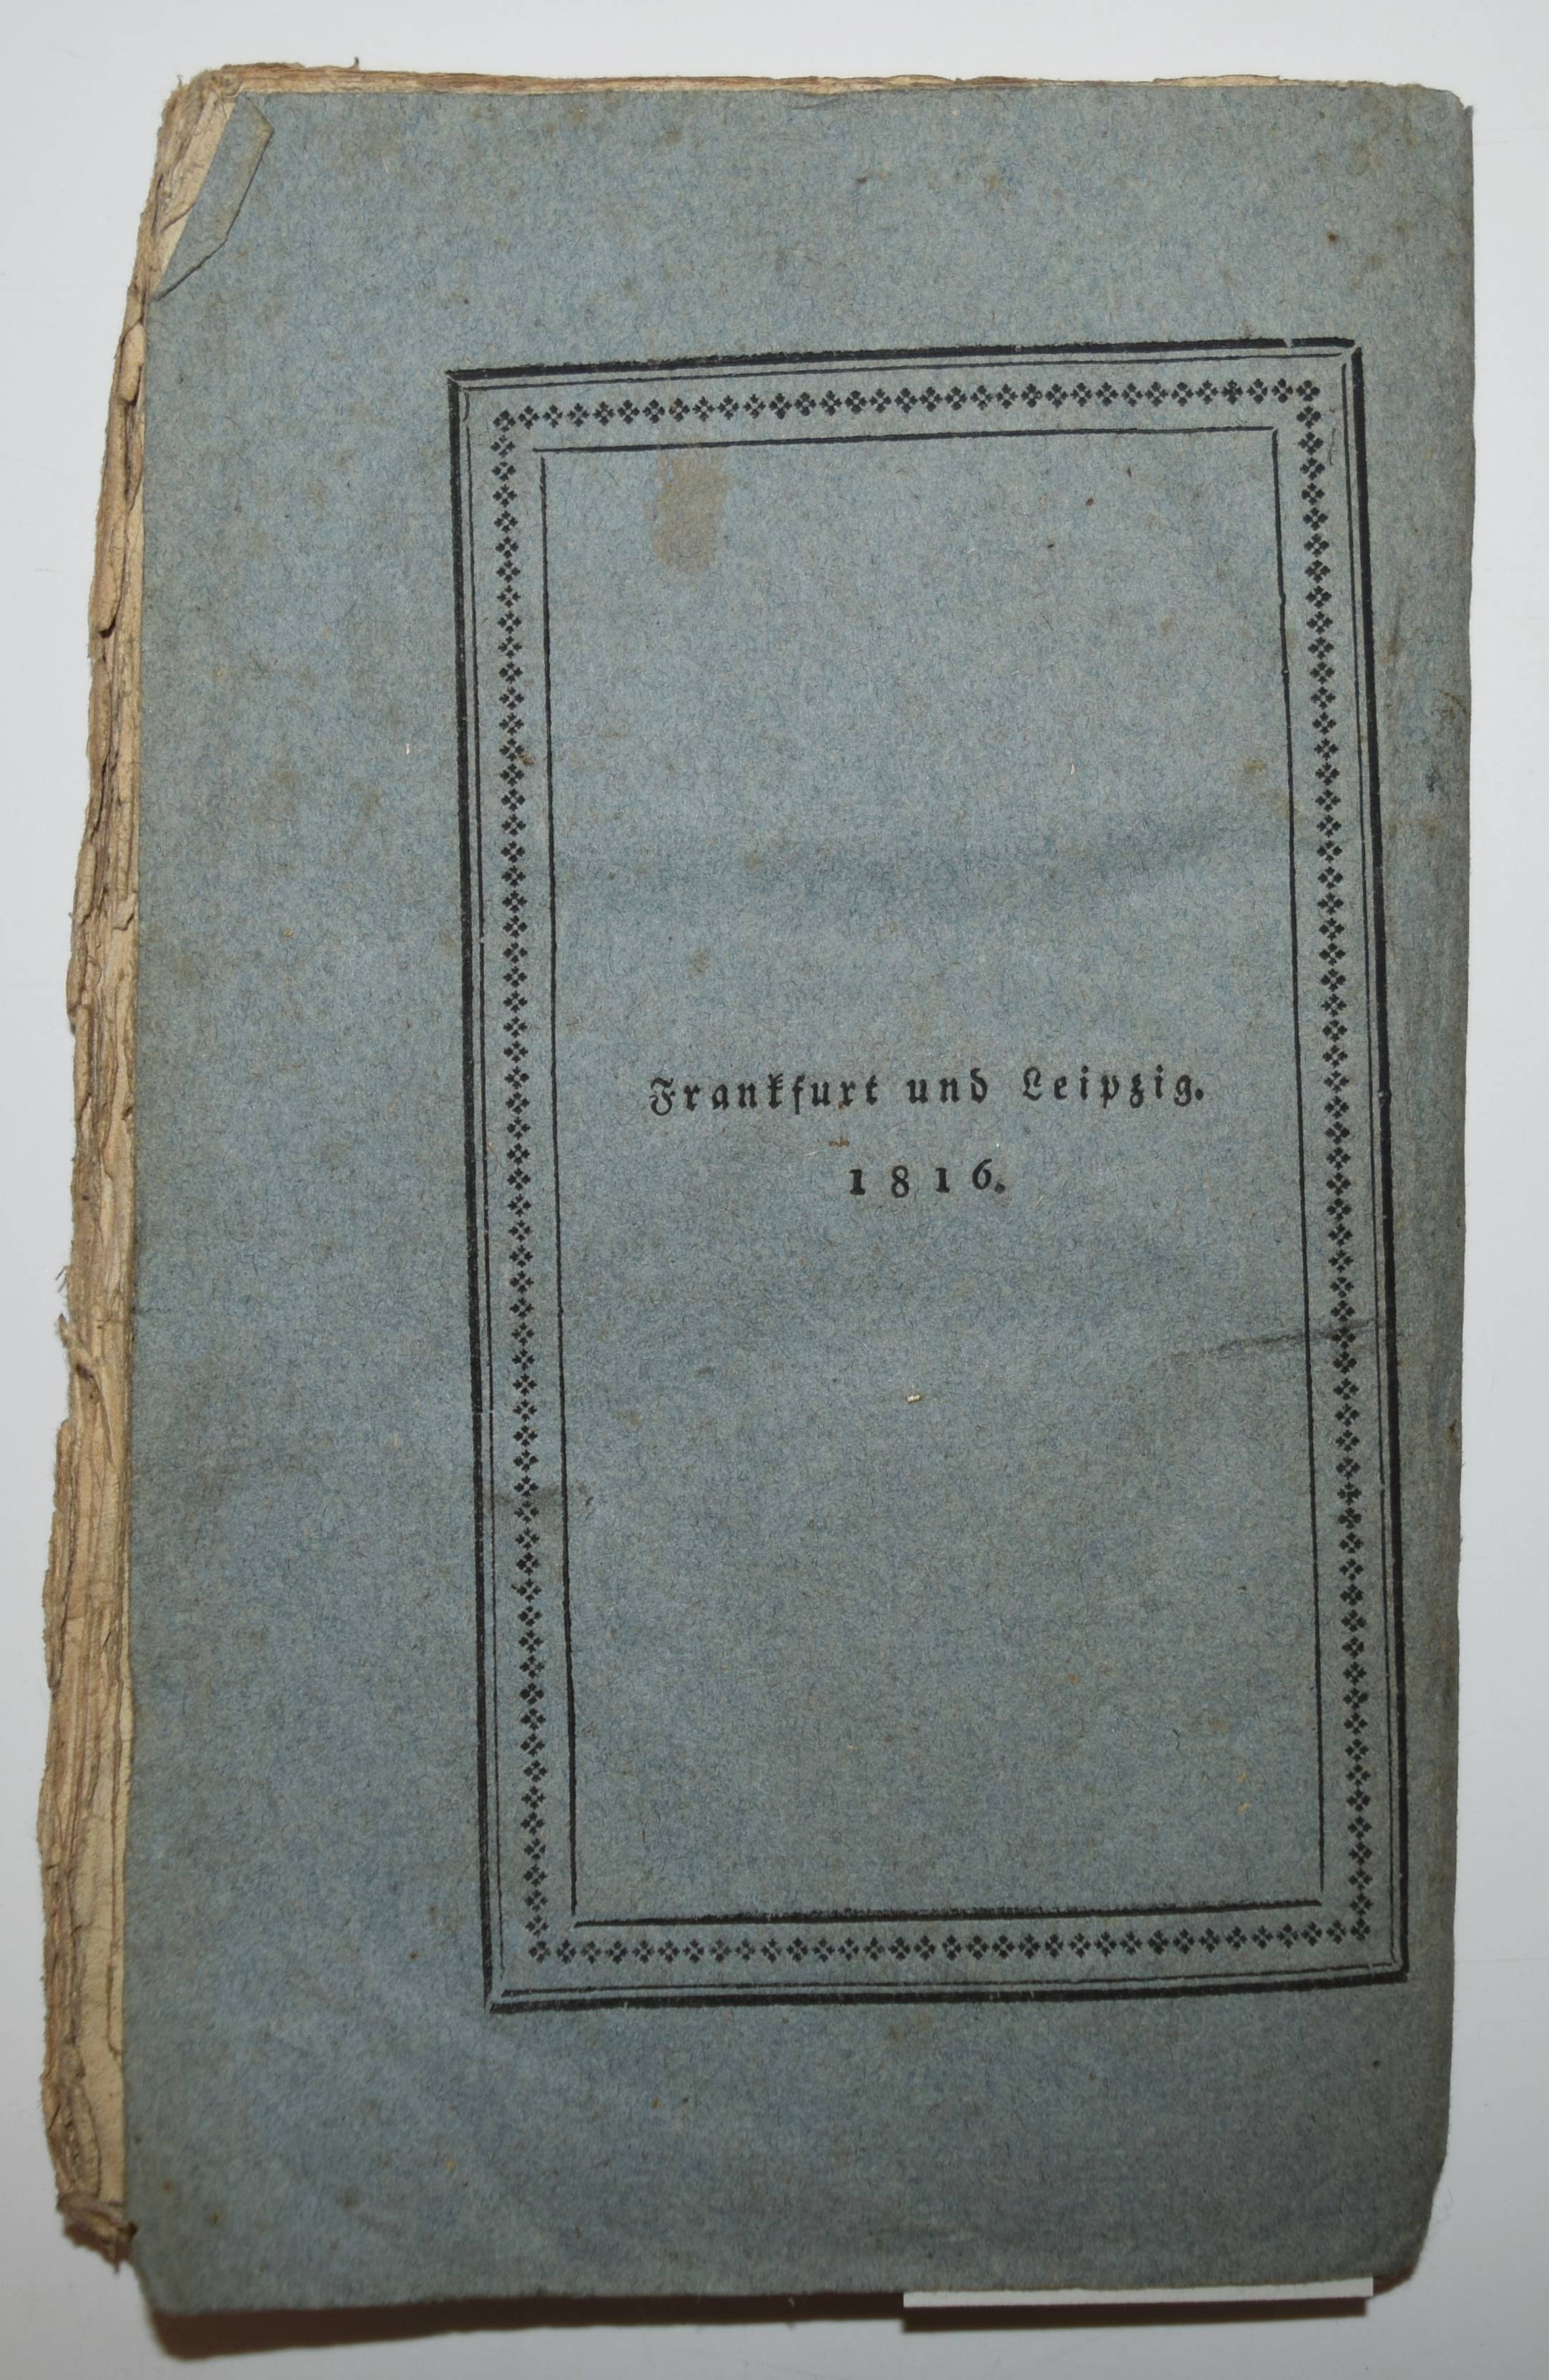 Frankfurt und Leipzig.
1816.